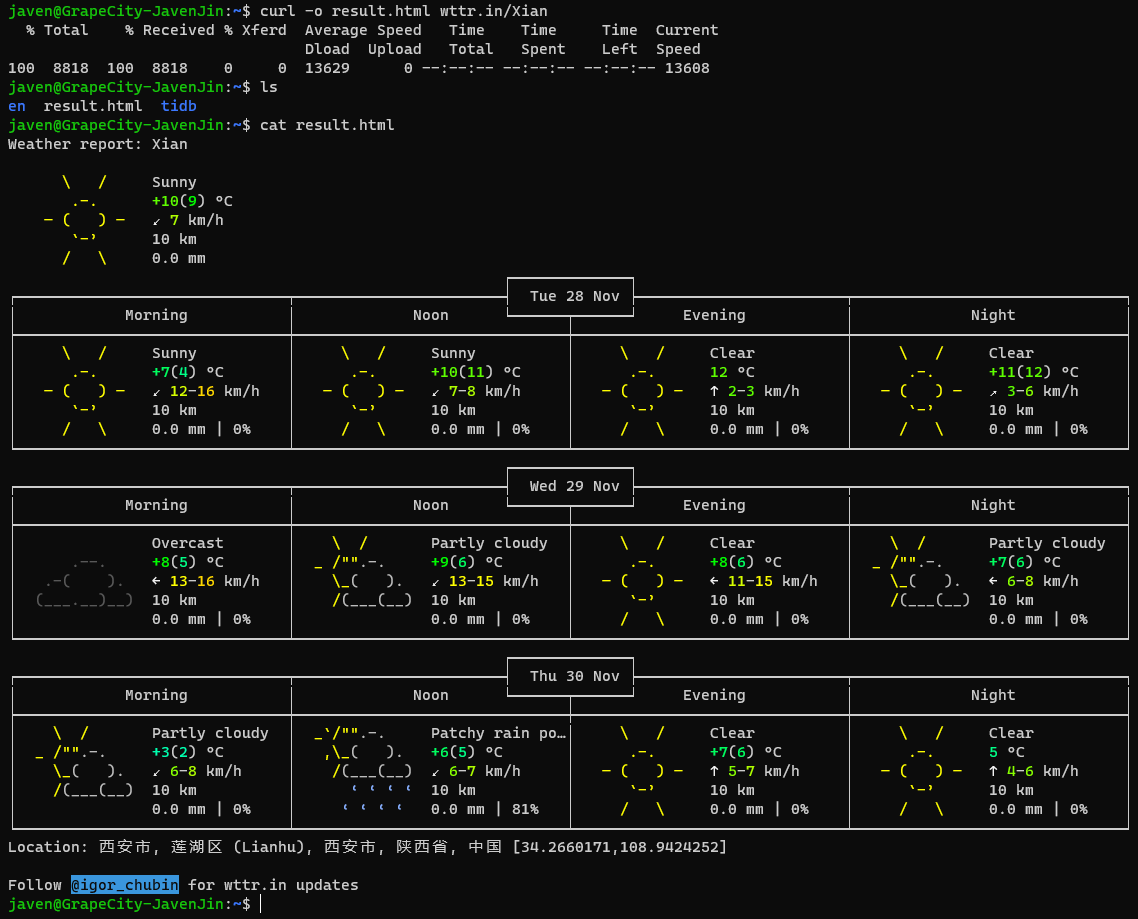 javen@GrapeCity-JavenJin:~$ curl -o result.html wttr.in/Xian
  % Total    % Received % Xferd  Average Speed   Time    Time     Time  Current
                                 Dload  Upload   Total   Spent    Left  Speed
100  8818  100  8818    0     0  13629      0 --:--:-- --:--:-- --:--:-- 13608
javen@GrapeCity-JavenJin:~$ ls
en  result.html  tidb
javen@GrapeCity-JavenJin:~$ cat result.html
Weather report: Xian
Sunny
+10(9) °C
↙ 7 km/h
10 km
0.0 mm
Tue 28 Nov
Morning Noon Evening Night
Sunny Sunny Clear Clear
+7(4) °C +10(11) °C 12 °C +11(12) °C
↙ 12-16 km/h ↙ 7-8 km/h ↑ 2-3 km/h ↗ 3-6 km/h
10 km 10 km 10 km 10 km
0.0 mm | 0% 0.0 mm | 0% 0.0 mm | 0% 0.0 mm | 0%
Wed 29 Nov
Morning Noon Evening Night
Overcast Partly cloudy Clear Partly cloudy
+8(5) °C +9(6) °C +8(6) °C +7(6) °C
← 13-16 km/h ↙ 13-15 km/h ← 11-15 km/h ← 6-8 km/h
10 km 10 km 10 km 10 km
0.0 mm | 0% 0.0 mm | 0% 0.0 mm | 0% 0.0 mm | 0%
Thu 30 Nov
Morning Noon Evening Night
Partly cloudy Patchy rain po… Clear Clear
+3(2) °C +6(5) °C +7(6) °C 5 °C
↙ 6-8 km/h ↙ 6-7 km/h ↑ 5-7 km/h ↑ 4-6 km/h
10 km 10 km 10 km 10 km
0.0 mm | 0% 0.0 mm | 81% 0.0 mm | 0% 0.0 mm | 0%
Location: 西安市, 莲湖区 (Lianhu), 西安市, 陕西省, 中国 [34.2660171,108.9424252]
Follow @igor_chubin for wttr.in updates
javen@GrapeCity-JavenJin:~$